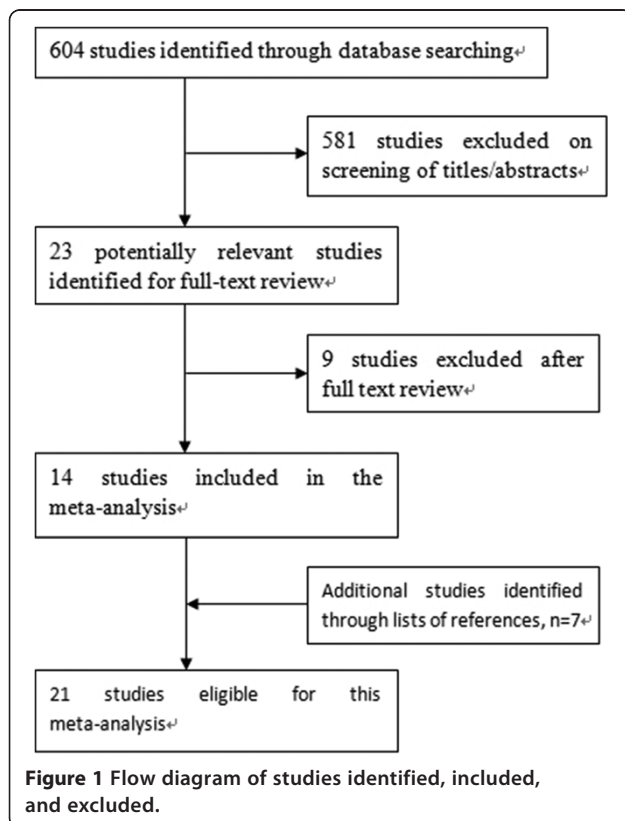 604 studies identified through database searching↵
581 studies excluded on
screening of titles/abstracts↵
23 potentially relevant studies
identified for full-text review↵
9 studies excluded after
full text review↵
14 studies included in the
meta-analysis↵
Additional studies identified
through lists of references, n=7↵
21 studies eligible for this
meta-analysis↵
Figure 1 Flow diagram of studies identified, included,
and excluded.